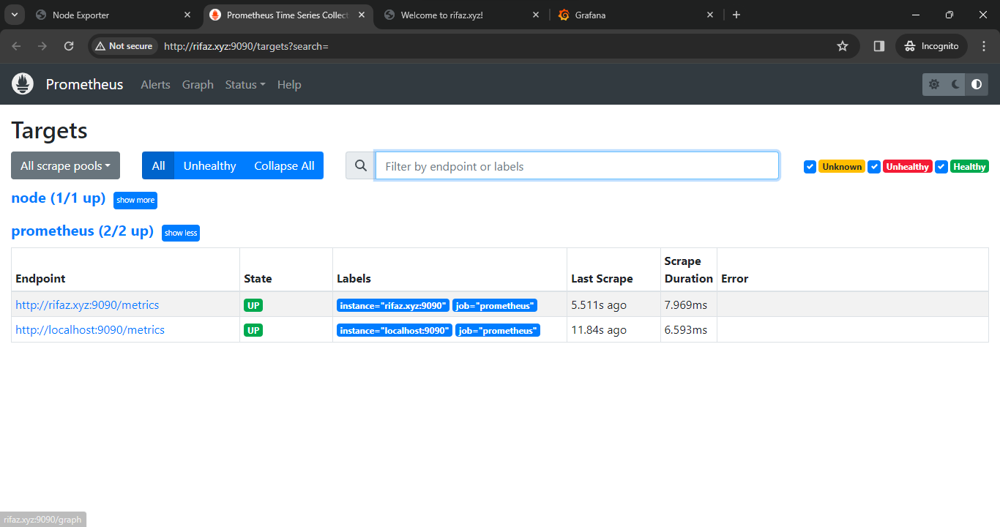 Node Exporter
Prometheus Time Series Collect
Welcome to rifaz.xyz!
Grafana
Not secure
http://rifaz.xyz:9090/targets?search=
Incognito
Prometheus Alerts Graph Status Help
Targets
All scrape pools
All Unhealthy Collapse All
Filter by endpoint or labels
Unknown Unhealthy Healthy
node (1/1 up) show more
prometheus (2/2 up) show less
Endpoint State Labels Last Scrape Scrape Duration Error
http://rifaz.xyz:9090/metrics UP instance="rifaz.xyz:9090" job="prometheus" 5.511s ago 7.969ms
http://localhost:9090/metrics UP instance="localhost:9090" job="prometheus" 11.84s ago 6.593ms
rifaz.xyz:9090/graph